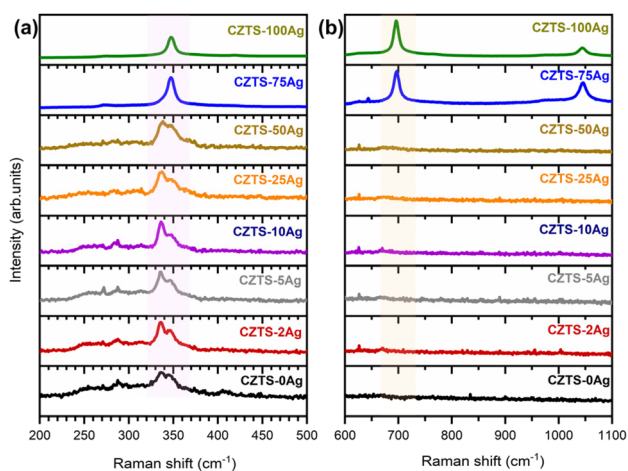 (a)
CZTS-100Ag
CZTS-75Ag
CZTS-50Ag
CZTS-25Ag
CZTS-10Ag
CZTS-5Ag
CZTS-2Ag
CZTS-0Ag
Intensity (arb.units)
200 250 300 350 400 450 500
Raman shift (cm⁻¹)
(b)
CZTS-100Ag
CZTS-75Ag
CZTS-50Ag
CZTS-25Ag
CZTS-10Ag
CZTS-5Ag
CZTS-2Ag
CZTS-0Ag
600 700 800 900 1000 1100
Raman shift (cm⁻¹)